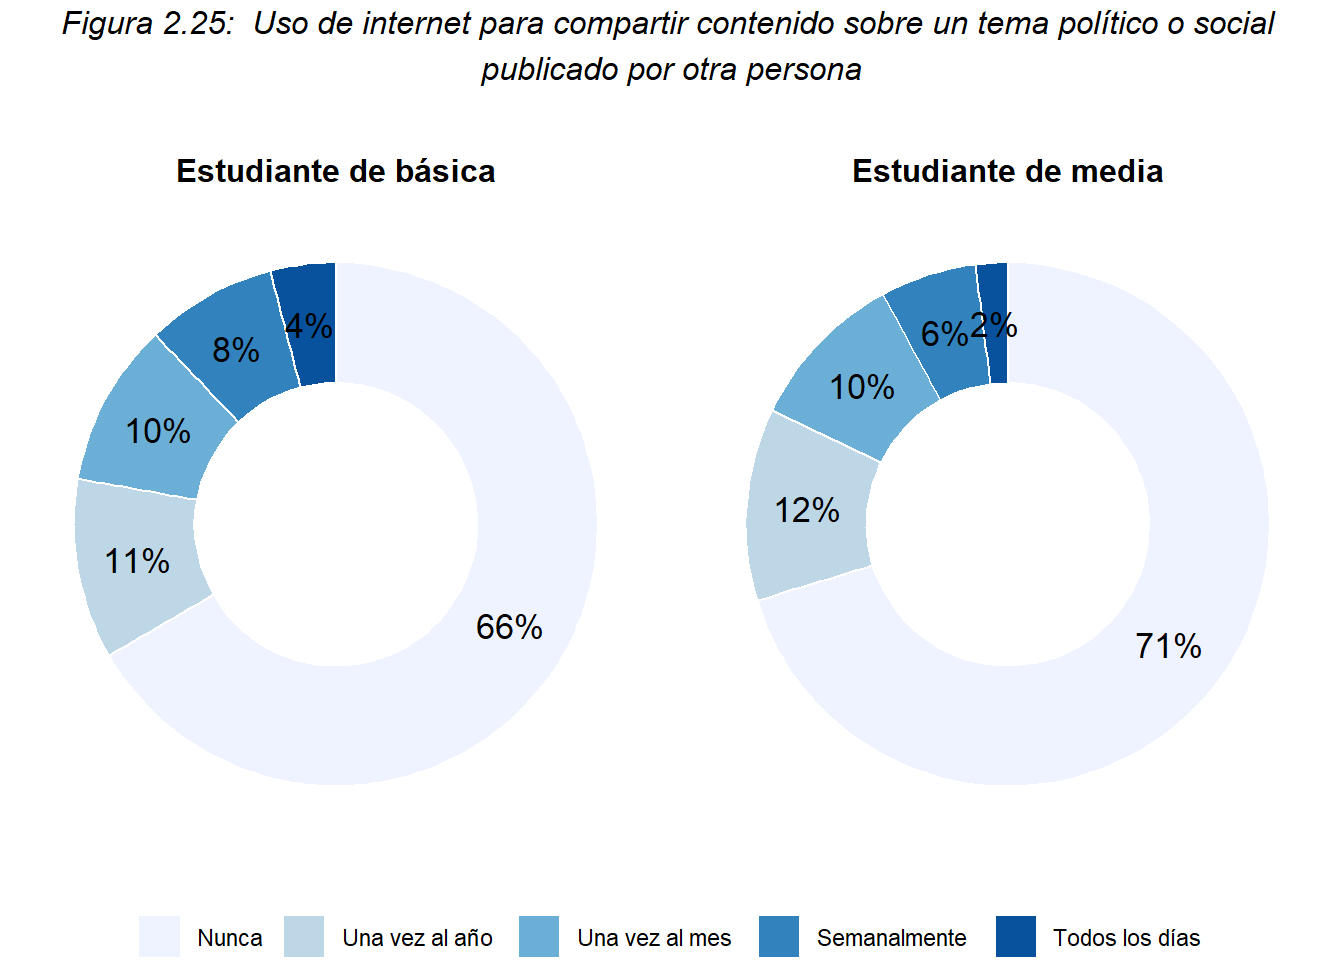 Figura 2.25:  Uso de internet para compartir contenido sobre un tema político o social
publicado por otra persona
Estudiante de básica
Estudiante de media
4%
8%
10%
11%
66%
2%
6%
10%
12%
71%
Nunca
Una vez al año
Una vez al mes
Semanalmente
Todos los días